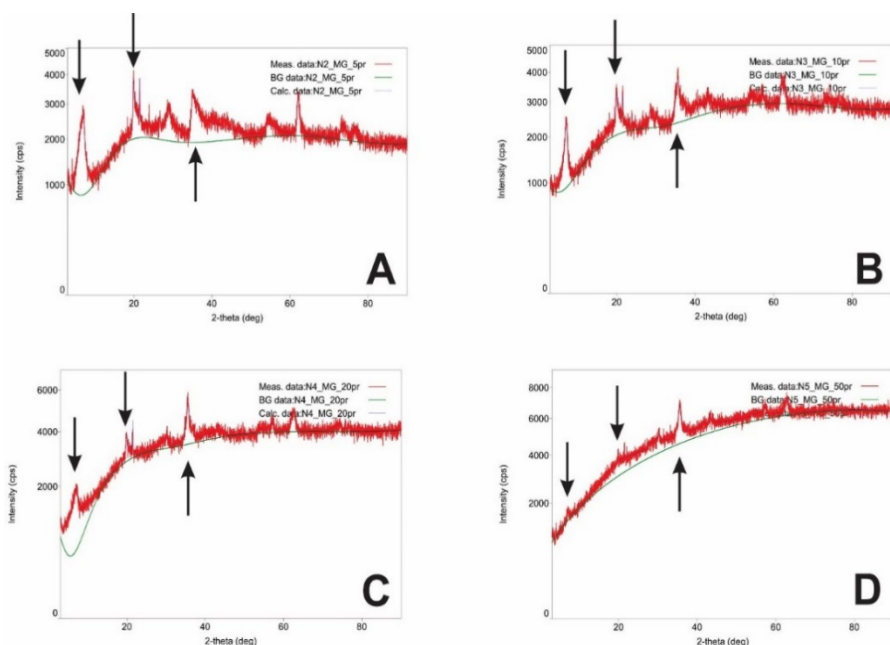 5000
4000
3000
2000
1000
0
Intensity (cps)
Meas. data:N2_MG_5pr
BG data:N2_MG_5pr
Calc. data:N2_MG_5pr
20
40
60
80
2-theta (deg)
A
5000
4000
3000
2000
1000
0
Intensity (cps)
Meas. data:N3_MG_10pr
BG data:N3_MG_10pr
Calc. data:N3_MG_10pr
20
40
60
80
2-theta (deg)
B
6000
4000
2000
0
Intensity (cps)
Meas. data:N4_MG_20pr
BG data:N4_MG_20pr
Calc. data:N4_MG_20pr
20
40
60
80
2-theta (deg)
C
8000
6000
4000
2000
0
Intensity (cps)
Meas. data:N5_MG_50pr
BG data:N5_MG_50pr
20
40
60
80
2-theta (deg)
D